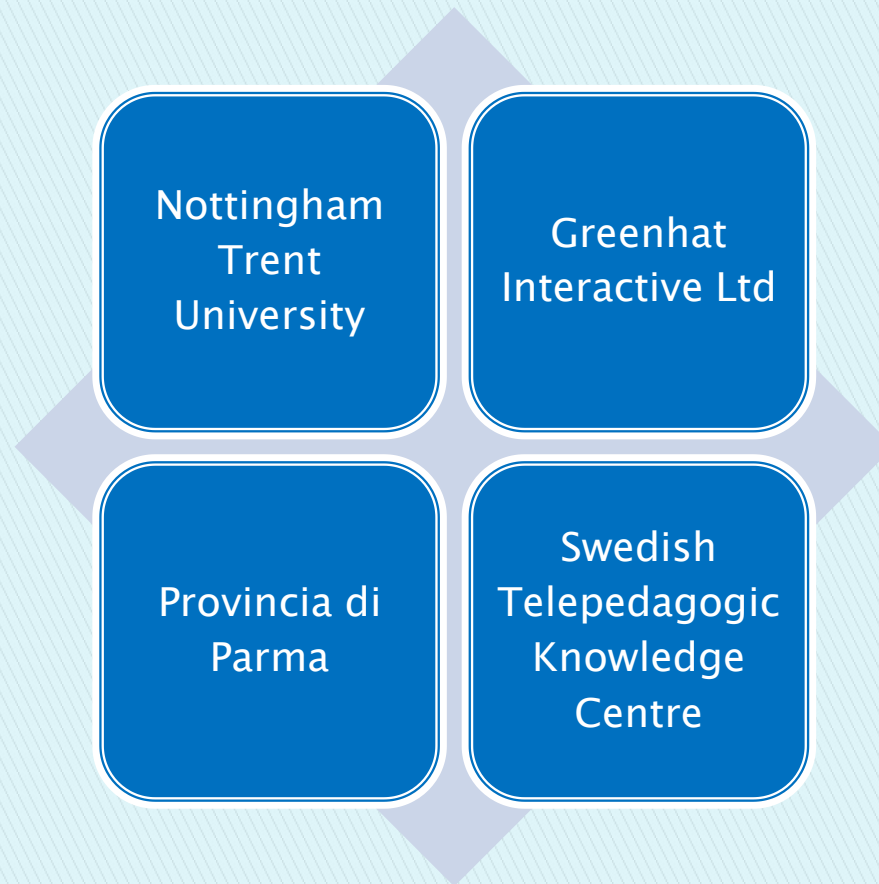 Nottingham
Trent
University
Greenhat
Interactive Ltd
Provincia di
Parma
Swedish
Telepedagogic
Knowledge
Centre